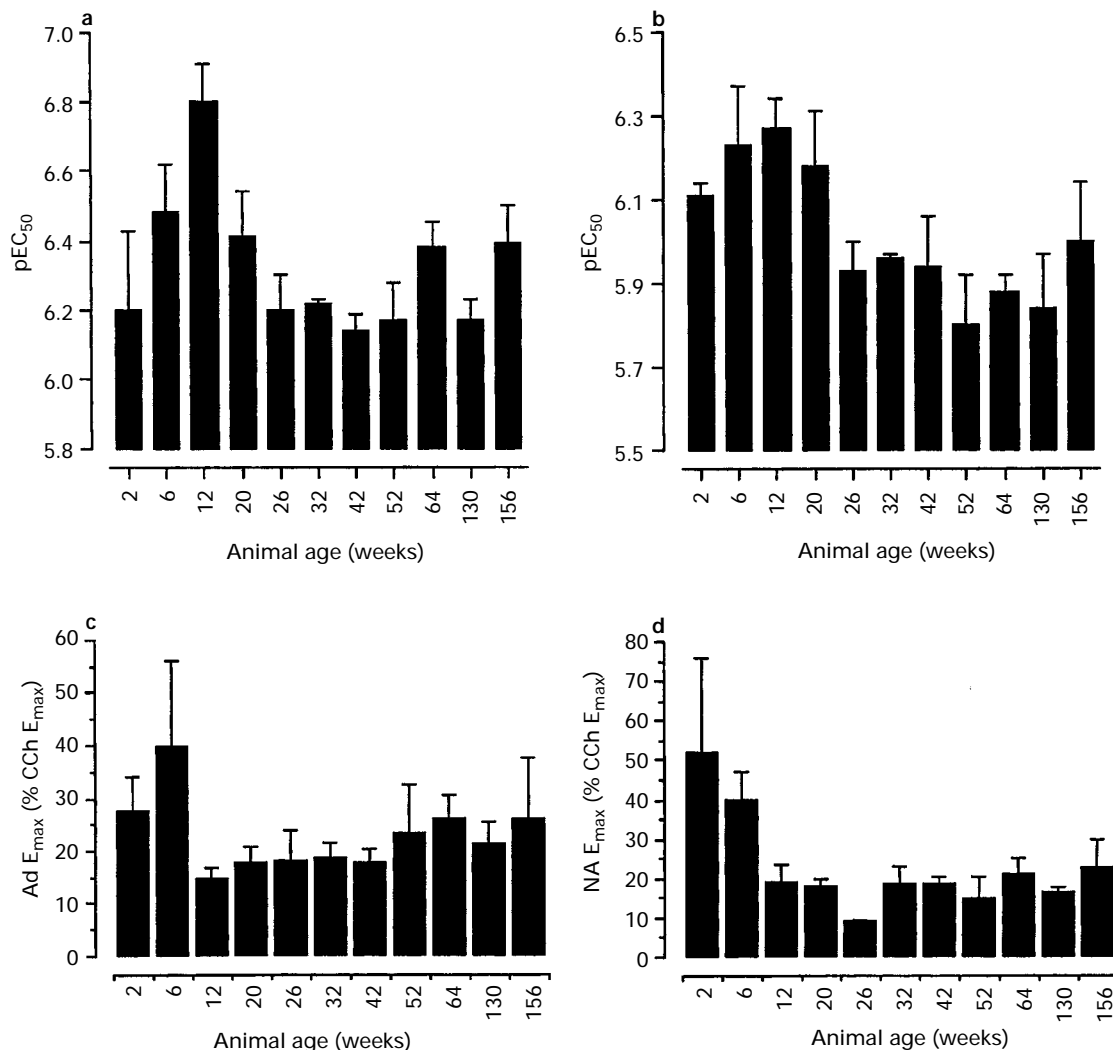 a
7.0
6.8
6.6
6.4
6.2
6.0
5.8
pEC50
2 6 12 20 26 32 42 52 64 130 156
Animal age (weeks)
b
6.5
6.3
6.1
5.9
5.7
5.5
pEC50
2 6 12 20 26 32 42 52 64 130 156
Animal age (weeks)
c
60
50
40
30
20
10
0
Ad Emax (% CCh Emax)
2 6 12 20 26 32 42 52 64 130 156
Animal age (weeks)
d
80
70
60
50
40
30
20
10
0
NA Emax (% CCh Emax)
2 6 12 20 26 32 42 52 64 130 156
Animal age (weeks)